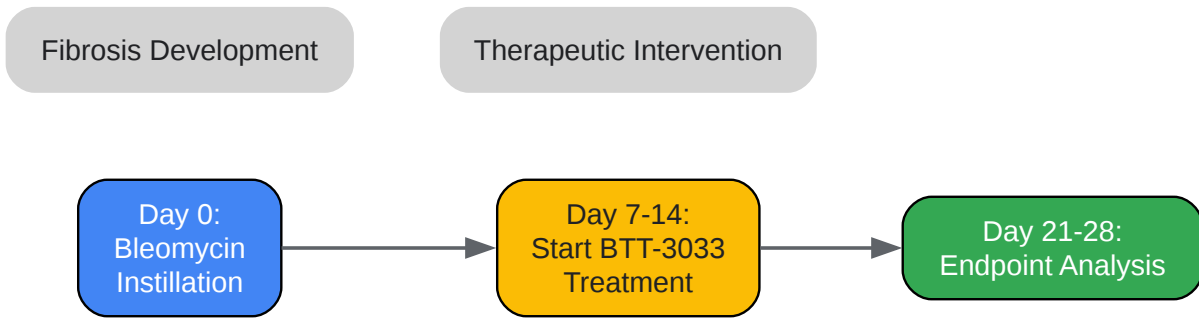 Fibrosis Development
Therapeutic Intervention
Day 0:
Bleomycin
Instillation
Day 7-14:
Start BTT-3033
Treatment
Day 21-28:
Endpoint Analysis